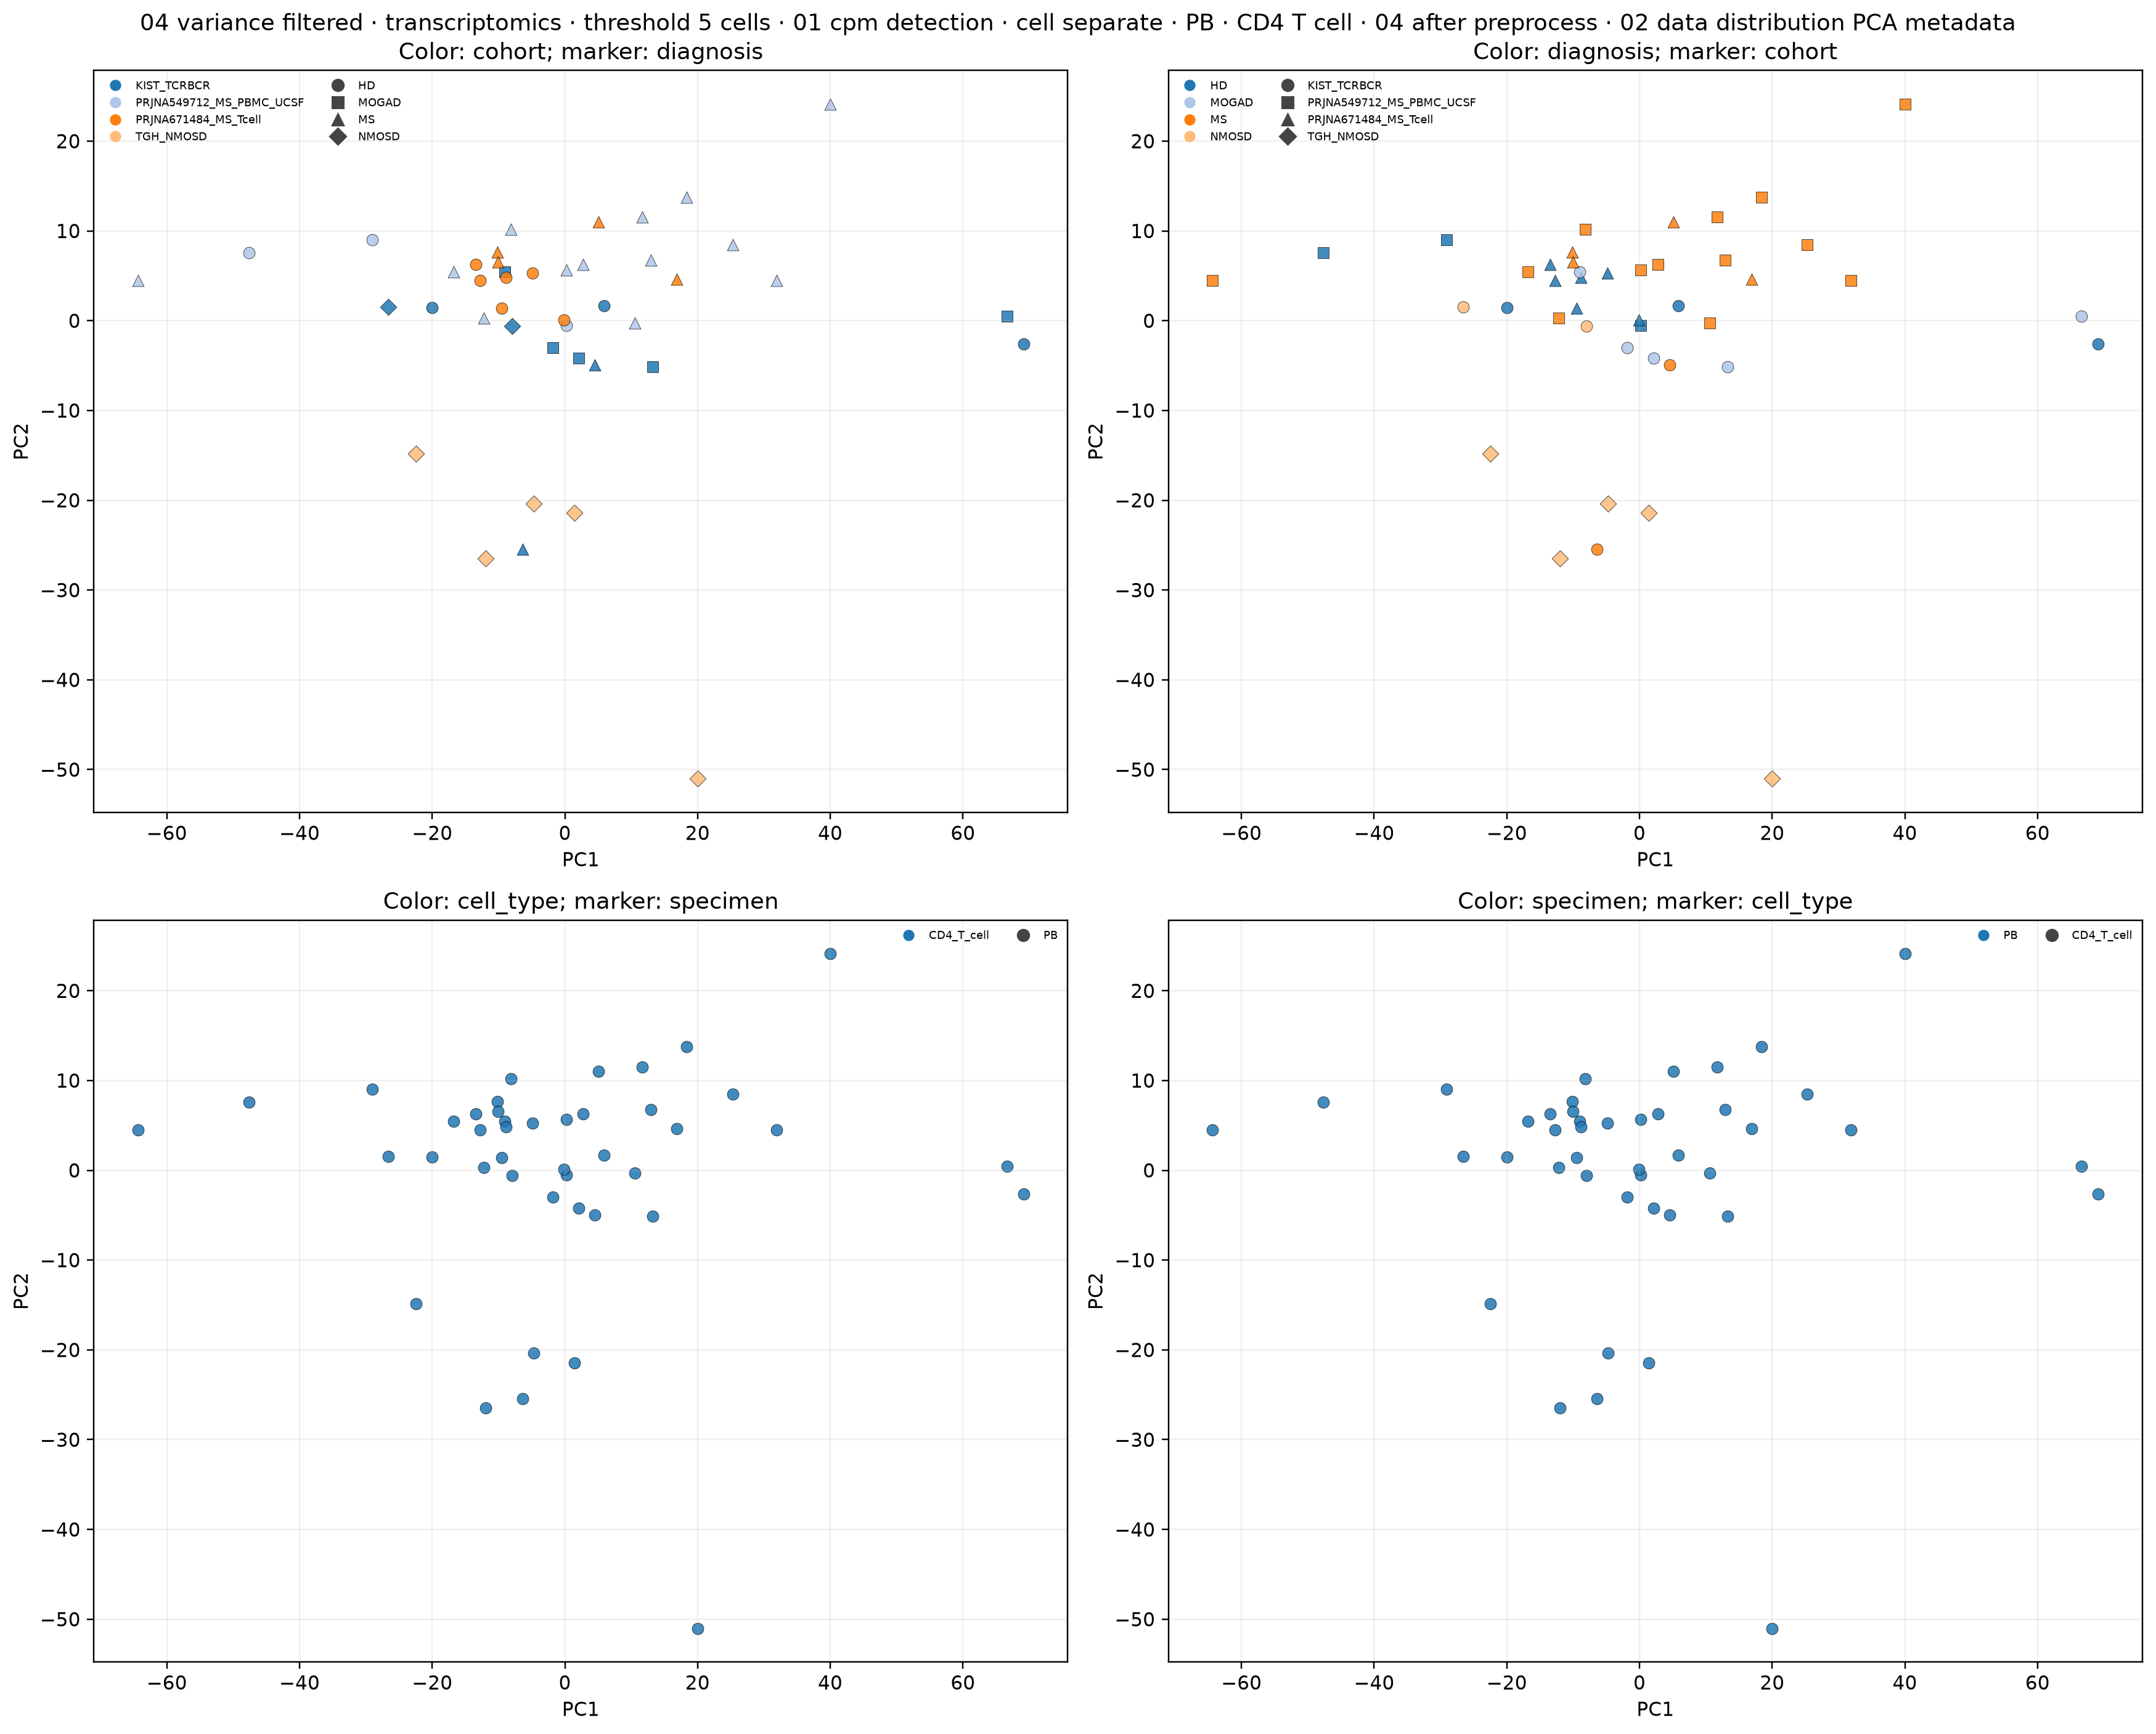 04 variance filtered · transcriptomics · threshold 5 cells · 01 cpm detection · cell separate · PB · CD4 T cell · 04 after preprocess · 02 data distribution PCA metadata
Color: cohort; marker: diagnosis
KIST_TCRBCR HD
PRJNA549712_MS_PBMC_UCSF MOGAD
PRJNA671484_MS_Tcell MS
TGH_NMOSD NMOSD
20
10
0
−10
−20
−30
−40
−50
PC2
−60 −40 −20 0 20 40 60
PC1
Color: diagnosis; marker: cohort
HD KIST_TCRBCR
MOGAD PRJNA549712_MS_PBMC_UCSF
MS PRJNA671484_MS_Tcell
NMOSD TGH_NMOSD
20
10
0
−10
−20
−30
−40
−50
PC2
−60 −40 −20 0 20 40 60
PC1
Color: cell_type; marker: specimen
CD4_T_cell PB
20
10
0
−10
−20
−30
−40
−50
PC2
−60 −40 −20 0 20 40 60
PC1
Color: specimen; marker: cell_type
PB CD4_T_cell
20
10
0
−10
−20
−30
−40
−50
PC2
−60 −40 −20 0 20 40 60
PC1